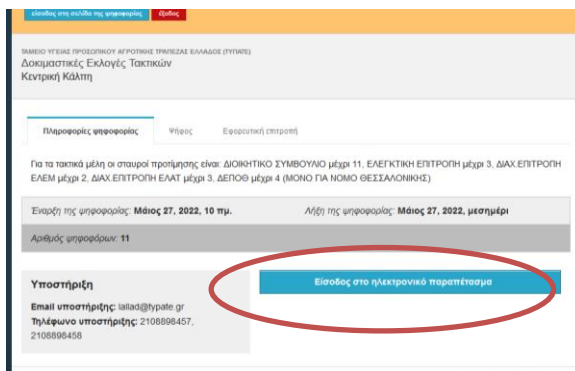 είσοδος στη σελίδα της ψηφοφορίας έξοδος
ΤΑΜΕΙΟ ΥΓΕΙΑΣ ΠΡΟΣΩΠΙΚΟΥ ΑΓΡΟΤΙΚΗΣ ΤΡΑΠΕΖΑΣ ΕΛΛΑΔΟΣ (ΤΥΠΑΤΕ)
Δοκιμαστικές Εκλογές Τακτικών
Κεντρική Κάλπη
Πληροφορίες ψηφοφορίας Ψήφος Εφορευτική επιτροπή
Για τα τακτικά μέλη οι σταυροί προτίμησης είναι: ΔΙΟΙΚΗΤΙΚΟ ΣΥΜΒΟΥΛΙΟ μέχρι 11, ΕΛΕΓΚΤΙΚΗ ΕΠΙΤΡΟΠΗ μέχρι 3, ΔΙΑΧ.ΕΠΙΤΡΟΠΗ
ΕΛΕΜ μέχρι 2, ΔΙΑΧ.ΕΠΙΤΡΟΠΗ ΕΛΑΤ μέχρι 3, ΔΕΠΟΘ μέχρι 4 (ΜΟΝΟ ΓΙΑ ΝΟΜΟ ΘΕΣΣΑΛΟΝΙΚΗΣ)
Έναρξη της ψηφοφορίας: Μάιος 27, 2022, 10 πμ. Λήξη της ψηφοφορίας: Μάιος 27, 2022, μεσημέρι
Αριθμός ψηφοφόρων: 11
Υποστήριξη
Είσοδος στο ηλεκτρονικό παραπέτασμα
Email υποστήριξης: lallad@typate.gr
Τηλέφωνο υποστήριξης: 2108896457,
2108896458